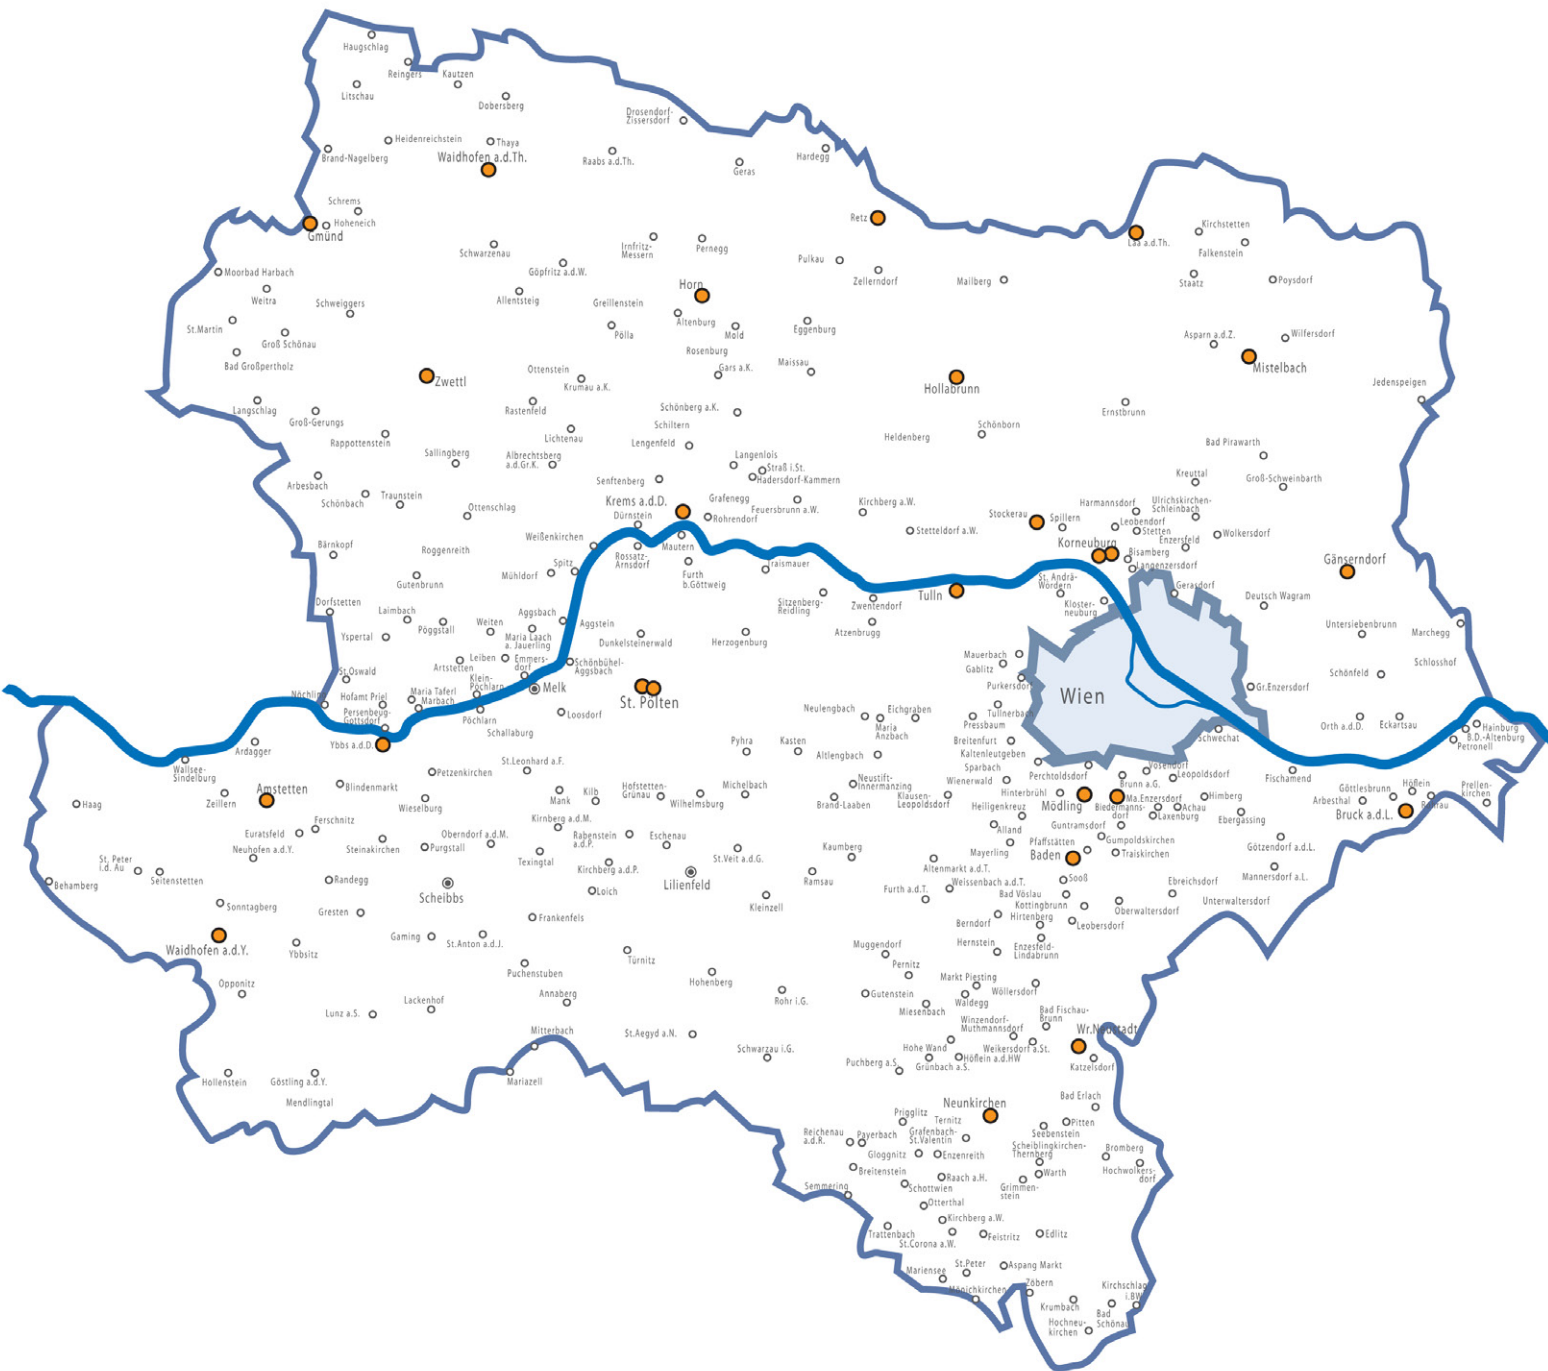 Haugschlag
Reingers
Kautzen
Litschau
Dobersberg
Drosendorf-
Zissersdorf
Heidenreichstein
Thaya
Brand-Nagelberg
Waidhofen a.d.Th.
Raabs a.d.Th.
Geras
Hardegg
Schrems
Hoheneich
Gmünd
Retz
Laa a.d.Th.
Kirchstetten
Falkenstein
Schwarzenau
Irnfritz-
Messern
Pernegg
Göpfritz a.d.W.
Pulkau
Zellerndorf
Mailberg
Staatz
Poysdorf
Moorbad Harbach
Weitra
Schweiggers
Allentsteig
Greillenstein
Horn
Altenburg
St.Martin
Groß Schönau
Bad Großpertholz
Pölla
Mold
Eggenburg
Rosenburg
Asparn a.d.Z.
Wilfersdorf
Mistelbach
Zwettl
Ottenstein
Krumau a.K.
Gars a.K.
Maissau
Hollabrunn
Jedenspeigen
Langschlag
Groß-Gerungs
Rastenfeld
Schönberg a.K.
Ernstbrunn
Rappottenstein
Lichtenau
Schiltern
Lengenfeld
Heldenberg
Schönborn
Bad Pirawarth
Sallingberg
Albrechtsberg
a.d.Gr.K.
Langenlois
Straß i.St.
Hadersdorf-Kammern
Kreuttal
Groß-Schweinbarth
Arbesbach
Schönbach
Traunstein
Senftenberg
Krems a.d.D.
Grafenegg
Feuersbrunn a.W.
Kirchberg a.W.
Harmannsdorf
Ulrichskirchen-
Schleinbach
Ottenschlag
Dürnstein
Rohrendorf
Stetteldorf a.W.
Stockerau
Spillern
Leobendorf
Stetten
Enzersfeld
Wolkersdorf
Bärnkopf
Roggenreith
Weißenkirchen
Rossatz-
Arnsdorf
Mautern
Korneuburg
Bisamberg
Langenzersdorf
Gänserndorf
Gutenbrunn
Mühldorf
Spitz
Furth
b.Göttweig
Traismauer
St. Andrä-
Wördern
Gerasdorf
Deutsch Wagram
Dorfstetten
Laimbach
Pöggstall
Weiten
Aggsbach
Aggstein
Sitzenberg-
Reidling
Zwentendorf
Tulln
Kloster-
neuburg
Yspertal
Maria Laach
a. Jauerling
Dunkelsteinerwald
Herzogenburg
Atzenbrugg
Untersiebenbrunn
Marchegg
St.Oswald
Artstetten
Leiben
Emmers-
dorf
Schönbühel-
Aggsbach
Mauerbach
Gablitz
Schönfeld
Schlosshof
Nöchling
Hofamt Priel
Persenbeug-
Gottsdorf
Maria Taferl
Marbach
Klein-
Pöchlarn
Melk
St. Pölten
Purkersdorf
Wien
Gr.Enzersdorf
Ybbs a.d.D.
Pöchlarn
Loosdorf
Schallaburg
Neulengbach
Eichgraben
Maria
Anzbach
Tullnerbach
Pressbaum
Orth a.d.D.
Eckartsau
Hainburg
B.D.-Altenburg
Petronell
Wallsee-
Sindelburg
Ardagger
Pyhra
Kasten
Altlengbach
Breitenfurt
Kaltenleutgeben
Schwechat
Haag
Zeillern
Amstetten
Blindenmarkt
Petzenkirchen
Wieselburg
St.Leonhard a.F.
Mank
Kilb
Hofstetten-
Grünau
Wilhelmsburg
Michelbach
Neustift-
Innermanzing
Brand-Laaben
Klausen-
Leopoldsdorf
Sparbach
Wienerwald
Perchtoldsdorf
Hinterbrühl
Mödling
Vösendorf
Brunn a.G.
Leopoldsdorf
Fischamend
Göttlesbrunn
Arbesthal
Höflein
Rohrau
Prellen-
kirchen
Bruck a.d.L.
Euratsfeld
Ferschnitz
Neuhofen a.d.Y.
Steinakirchen
Purgstall
Oberndorf a.d.M.
Kirnberg a.d.M.
Texingtal
Rabenstein
a.d.P.
Eschenau
Kirchberg a.d.P.
St.Veit a.d.G.
Kaumberg
Heiligenkreuz
Alland
Mayerling
Ma.Enzersdorf
Biedermanns-
dorf
Achau
Laxenburg
Himberg
Ebergassing
Guntramsdorf
Gumpoldskirchen
Pfaffstätten
Baden
Traiskirchen
Götzendorf a.d.L.
Mannersdorf a.L.
St. Peter
i.d. Au
Seitenstetten
Behamberg
Randegg
Scheibbs
Loich
Lilienfeld
Ramsau
Altenmarkt a.d.T.
Weissenbach a.d.T.
Furth a.d.T.
Sooß
Bad Vöslau
Kottingbrunn
Ebreichsdorf
Oberwaltersdorf
Unterwaltersdorf
Sonntagberg
Gresten
Frankenfels
Kleinzell
Berndorf
Hirtenberg
Leobersdorf
Waidhofen a.d.Y.
Ybbsitz
Gaming
St.Anton a.d.J.
Türnitz
Muggendorf
Pernitz
Hernstein
Enzesfeld-
Lindabrunn
Opponitz
Puchenstuben
Annaberg
Hohenberg
Rohr i.G.
Gutenstein
Markt Piesting
Waldegg
Wöllersdorf
Lunz a.S.
Lackenhof
Miesenbach
Winzendorf-
Muthmannsdorf
Bad Fischau-
Brunn
Mitterbach
St.Aegyd a.N.
Schwarzau i.G.
Hohe Wand
Höflein a.d.HW
Weikersdorf a.St.
Wr.Neustadt
Hollenstein
Göstling a.d.Y.
Mendlingtal
Mariazell
Puchberg a.S.
Grünbach a.S.
Katzelsdorf
Neunkirchen
Bad Erlach
Prigglitz
Ternitz
Pitten
Seebenstein
Reichenau
a.d.R.
Payerbach
Grafenbach-
St.Valentin
Gloggnitz
Enzenreith
Scheiblingkirchen-
Thernberg
Bromberg
Hochwolkers-
dorf
Breitenstein
Raach a.H.
Warth
Semmering
Schottwien
Grimmen-
stein
Otterthal
Kirchberg a.W.
Trattenbach
St.Corona a.W.
Feistritz
Edlitz
Mariensee
St.Peter
Aspang Markt
Mönichkirchen
Zöbern
Krumbach
Kirchschlag
i.BW
Bad
Schönau
Hochneu-
kirchen